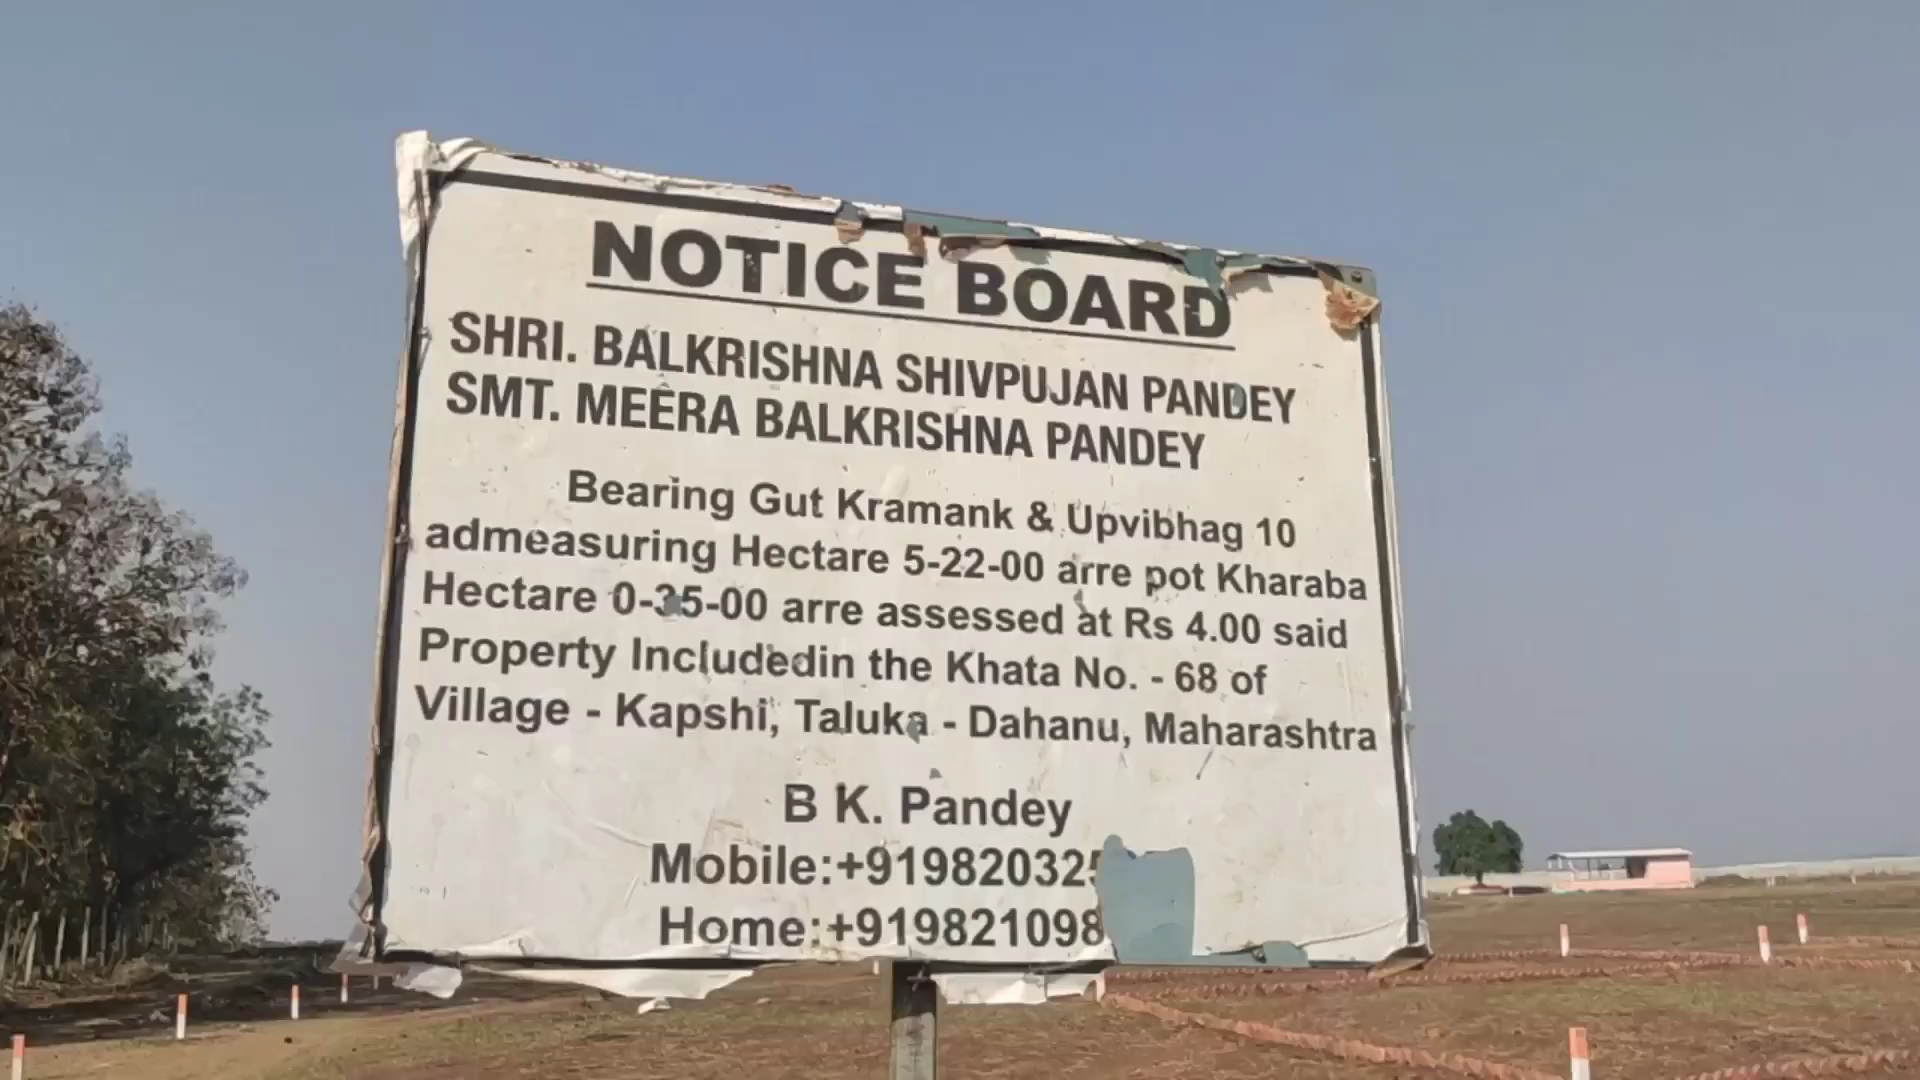 NOTICE BOARD
SHRI. BALKRISHNA SHIVPUJAN PANDEY
SMT. MEERA BALKRISHNA PANDEY
Bearing Gut Kramank & Upvibhag 10
admeasuring Hectare 5-22-00 arre pot Kharaba
Hectare 0-35-00 arre assessed at Rs 4.00 said
Property Includedin the Khata No. - 68 of
Village - Kapshi, Taluka - Dahanu, Maharashtra
B K. Pandey
Mobile:+919820325
Home:+919821098